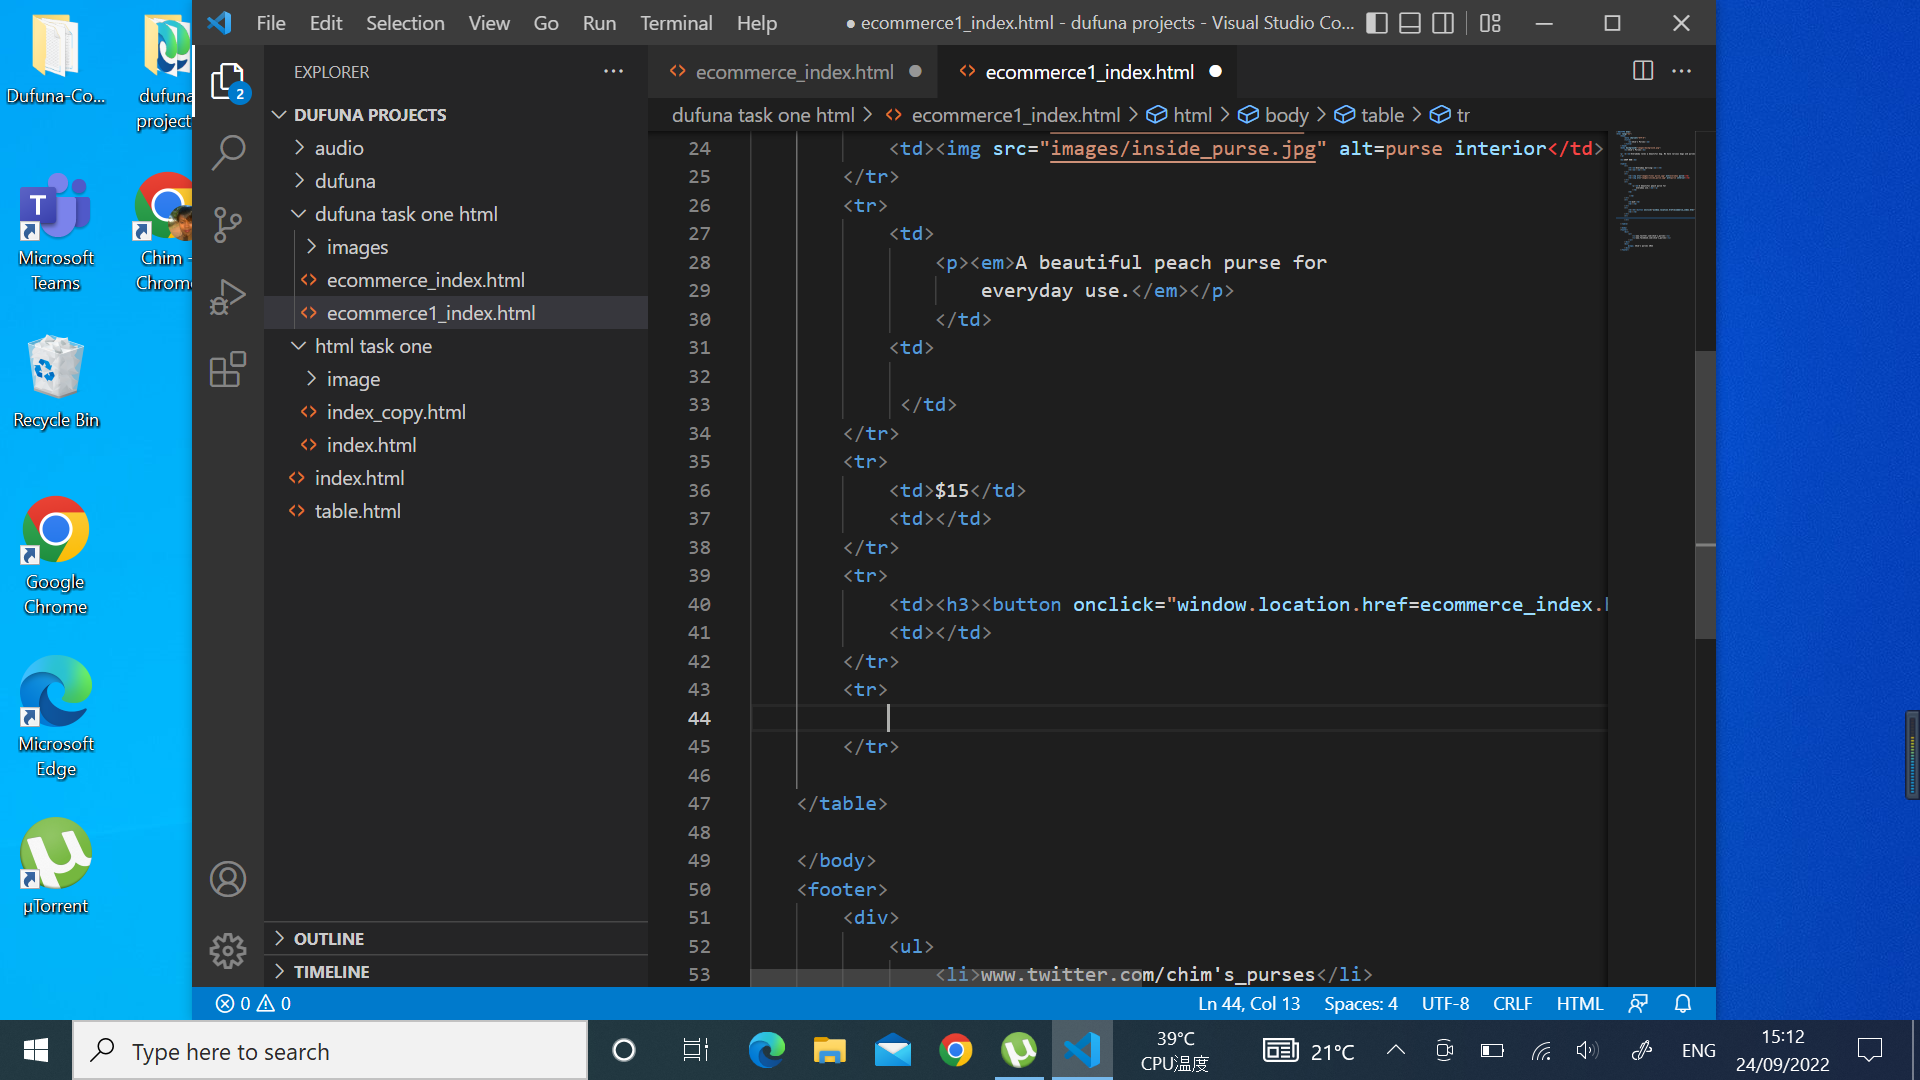 File Edit Selection View Go Run Terminal Help
● ecommerce1_index.html - dufuna projects - Visual Studio Co...
EXPLORER
ecommerce_index.html
ecommerce1_index.html
dufuna task one html > ecommerce1_index.html > html > body > table > tr
2
DUFUNA PROJECTS
audio
dufuna
dufuna task one html
images
ecommerce_index.html
ecommerce1_index.html
html task one
image
index_copy.html
index.html
index.html
table.html
OUTLINE
TIMELINE
24 <td><img src="images/inside_purse.jpg" alt=purse interior</td>
25 </tr>
26 <tr>
27 <td>
28 <p><em>A beautiful peach purse for
29 everyday use.</em></p>
30 </td>
31 <td>
32
33 </td>
34 </tr>
35 <tr>
36 <td>$15</td>
37 <td></td>
38 </tr>
39 <tr>
40 <td><h3><button onclick="window.location.href=ecommerce_index.
41 <td></td>
42 </tr>
43 <tr>
44
45 </tr>
46
47 </table>
48
49 </body>
50 <footer>
51 <div>
52 <ul>
53 <li>www.twitter.com/chim's_purses</li>
0 0
Ln 44, Col 13
Spaces: 4
UTF-8
CRLF
HTML
Dufuna-Co...
dufuna
project
Microsoft
Teams
Chim -
Chrom
Recycle Bin
Google
Chrome
Microsoft
Edge
µTorrent
Type here to search
39°C
CPU温度
21°C
ENG
15:12
24/09/2022